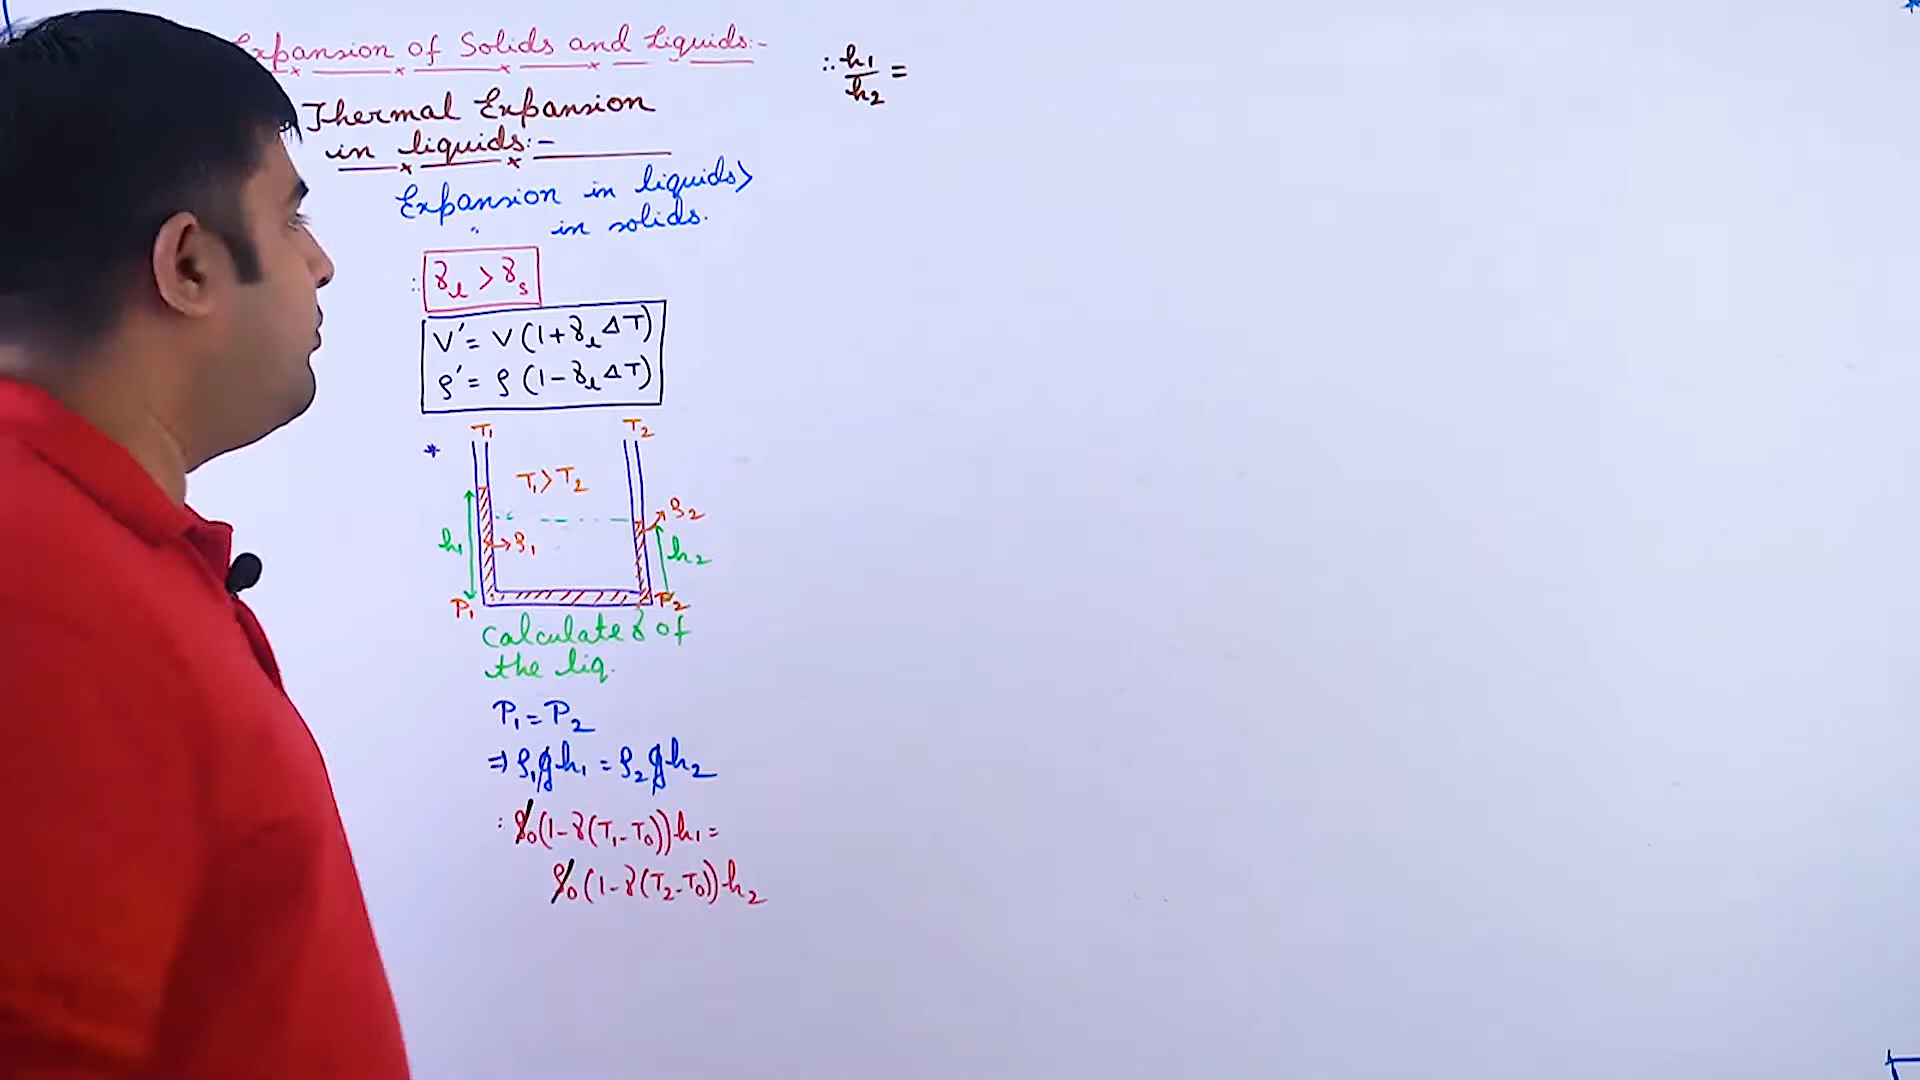 Expansion of Solids and Liquids:-
Thermal Expansion
in liquids:-
Expansion in liquids>
" in solids.
∴ γₗ > γₛ
V' = V(1+γₗΔT)
ρ' = ρ(1-γₗΔT)
*
T₁ T₂
T₁>T₂
ρ₂
h₁ ρ₁ h₂
P₁ P₂
Calculate γ of
the liq.
P₁=P₂
⇒ ρ₁gh₁ = ρ₂gh₂
: ρ₀(1-γ(T₁-T₀))h₁=
ρ₀(1-γ(T₂-T₀))h₂
∴ h₁/h₂ =